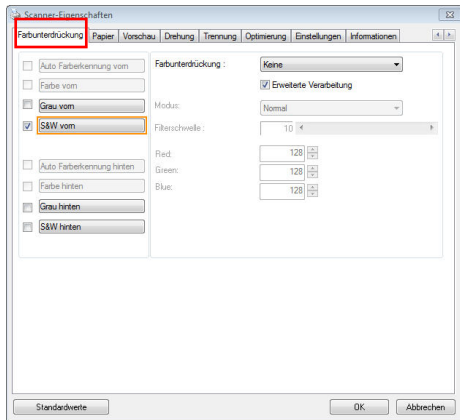 Scanner-Eigenschaften
Farbunterdrückung Papier Vorschau Drehung Trennung Optimierung Einstellungen Informationen
Auto Farberkennung vorn
Farbe vorn
Grau vorn
S&W vorn
Auto Farberkennung hinten
Farbe hinten
Grau hinten
S&W hinten
Farbunterdrückung : Keine
Erweiterte Verarbeitung
Modus: Normal
Filterschwelle : 10
Red: 128
Green: 128
Blue: 128
Standardwerte OK Abbrechen